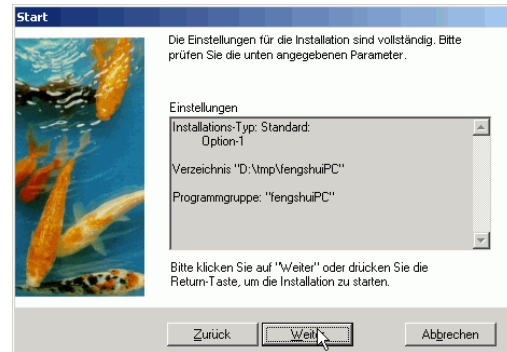 Start
Die Einstellungen für die Installation sind vollständig. Bitte
prüfen Sie die unten angegebenen Parameter.
Einstellungen
Installations-Typ: Standard:
Option-1
Verzeichnis "D:\tmp\fengshuiPC"
Programmgruppe: "fengshuiPC"
Bitte klicken Sie auf "Weiter" oder drücken Sie die
Return-Taste, um die Installation zu starten.
Zurück
Weiter
Abbrechen